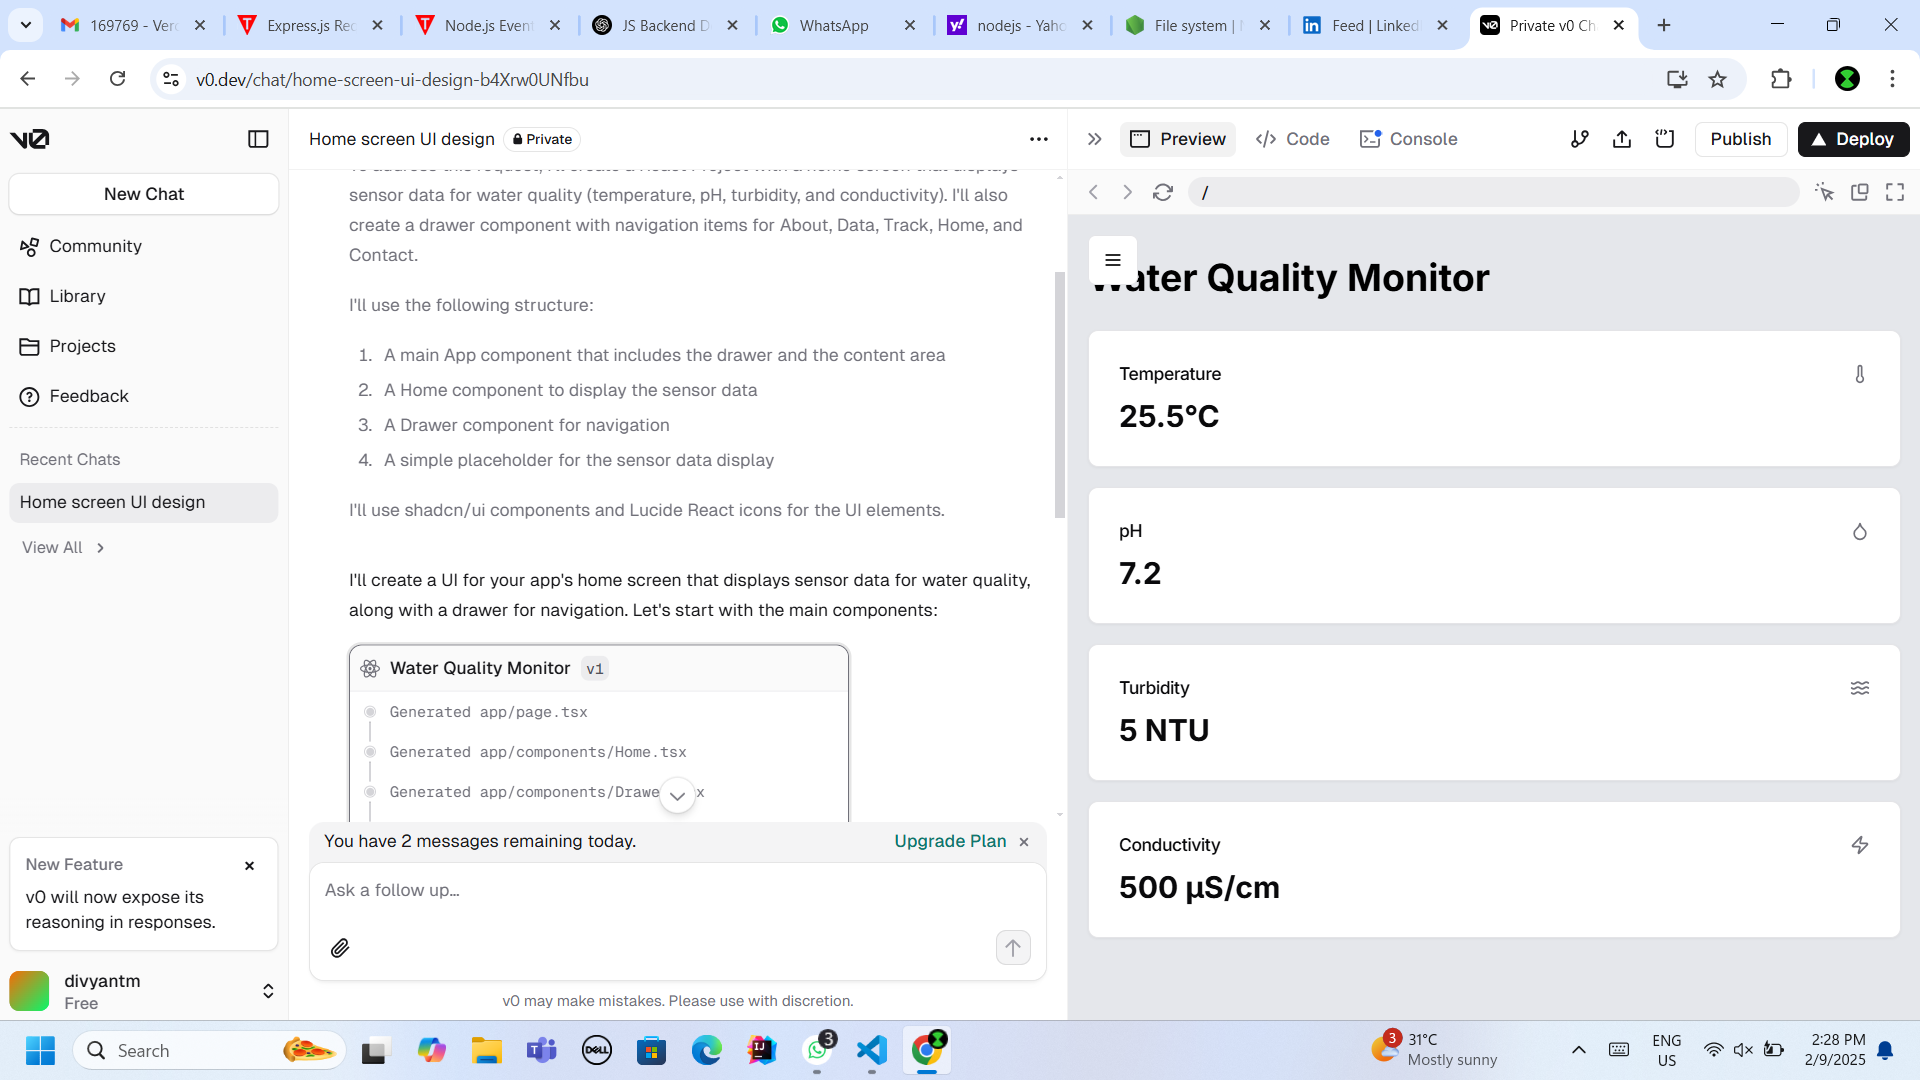 169769 - Ver
Express.js Rec
Node.js Event
JS Backend D
WhatsApp
nodejs - Yaho
File system |
Feed | Linked
Private v0 Ch
v0.dev/chat/home-screen-ui-design-b4Xrw0UNfbu
v0
New Chat
Community
Library
Projects
Feedback
Recent Chats
Home screen UI design
View All
New Feature
v0 will now expose its
reasoning in responses.
divyantm
Free
Home screen UI design
Private
sensor data for water quality (temperature, pH, turbidity, and conductivity). I'll also
create a drawer component with navigation items for About, Data, Track, Home, and
Contact.
I'll use the following structure:
1. A main App component that includes the drawer and the content area
2. A Home component to display the sensor data
3. A Drawer component for navigation
4. A simple placeholder for the sensor data display
I'll use shadcn/ui components and Lucide React icons for the UI elements.
I'll create a UI for your app's home screen that displays sensor data for water quality,
along with a drawer for navigation. Let's start with the main components:
Water Quality Monitor v1
Generated app/page.tsx
Generated app/components/Home.tsx
Generated app/components/Drawe x
You have 2 messages remaining today.
Upgrade Plan
Ask a follow up...
v0 may make mistakes. Please use with discretion.
Preview
Code
Console
Publish
Deploy
/
Water Quality Monitor
Temperature
25.5°C
pH
7.2
Turbidity
5 NTU
Conductivity
500 µS/cm
Search
DELL
IJ
3
3
31°C
Mostly sunny
ENG
US
2:28 PM
2/9/2025